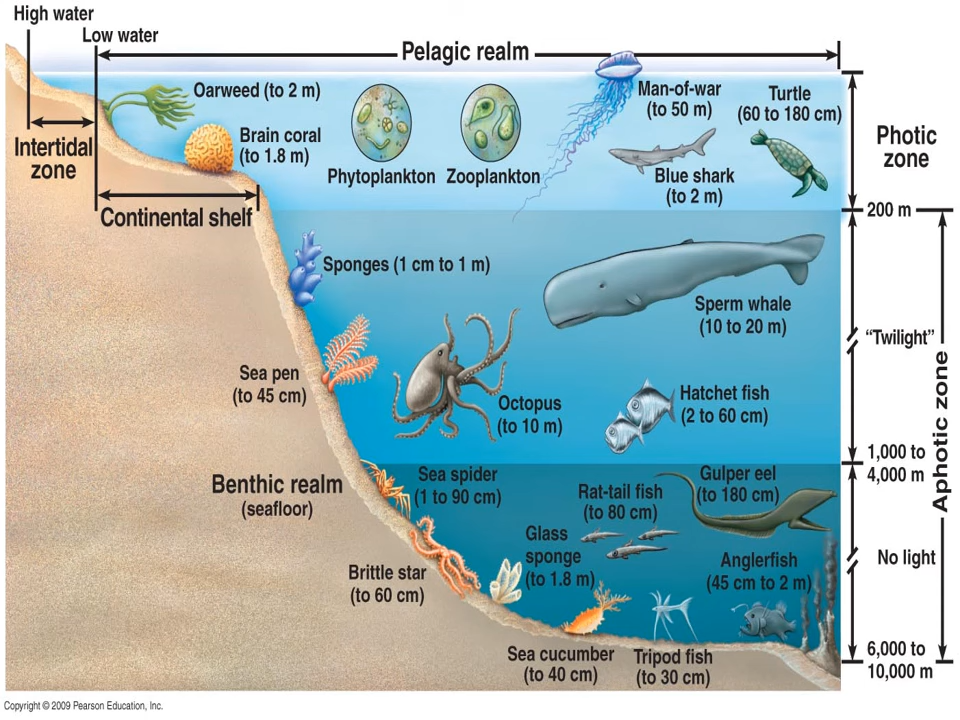 High water
Low water
Pelagic realm
Oarweed (to 2 m)
Man-of-war
(to 50 m)
Turtle
(60 to 180 cm)
Photic
zone
Intertidal
zone
Brain coral
(to 1.8 m)
Phytoplankton
Zooplankton
Blue shark
(to 2 m)
Continental shelf
200 m
Sponges (1 cm to 1 m)
Sperm whale
(10 to 20 m)
“Twilight”
Aphotic zone
Sea pen
(to 45 cm)
Octopus
(to 10 m)
Hatchet fish
(2 to 60 cm)
1,000 to
4,000 m
Benthic realm
(seafloor)
Sea spider
(1 to 90 cm)
Rat-tail fish
(to 80 cm)
Gulper eel
(to 180 cm)
Glass
sponge
(to 1.8 m)
Anglerfish
(45 cm to 2 m)
No light
Brittle star
(to 60 cm)
Sea cucumber
(to 40 cm)
Tripod fish
(to 30 cm)
6,000 to
10,000 m
Copyright © 2009 Pearson Education, Inc.